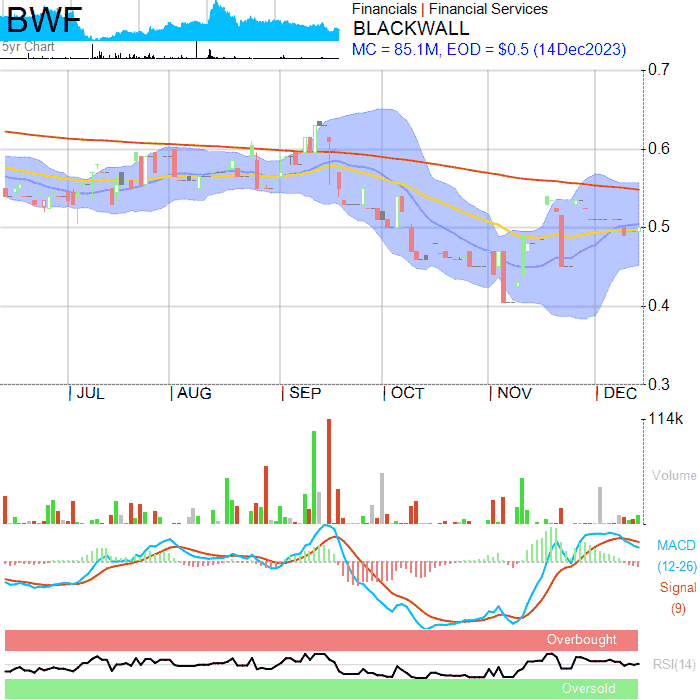 BWF
5yr Chart
Financials | Financial Services
BLACKWALL
MC = 85.1M, EOD = $0.5 (14Dec2023)
0.7
0.6
0.5
0.4
0.3
JUL
AUG
SEP
OCT
NOV
DEC
114k
Volume
MACD
(12-26)
Signal
(9)
Overbought
RSI(14)
Oversold